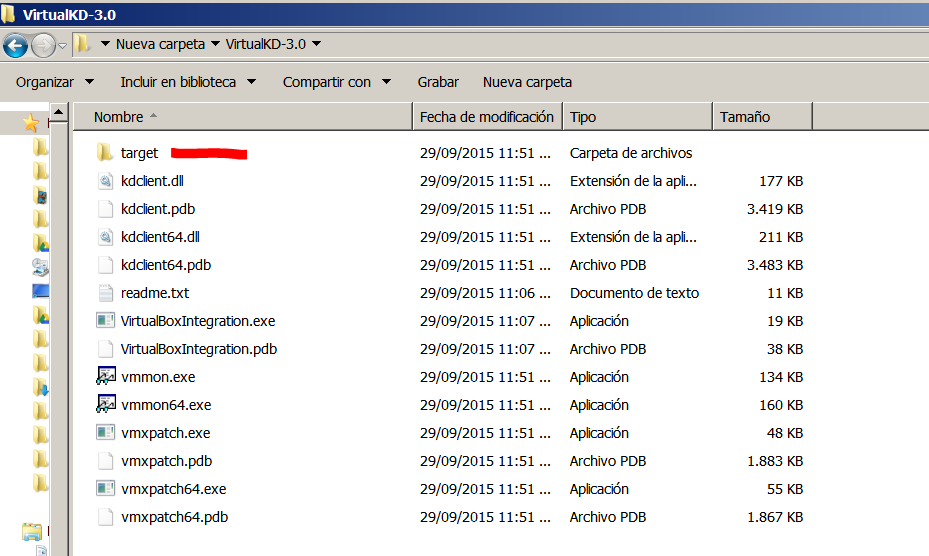 VirtualKD-3.0
Nueva carpeta VirtualKD-3.0
Organizar Incluir en biblioteca Compartir con Grabar Nueva carpeta
Nombre Fecha de modificación Tipo Tamaño
target 29/09/2015 11:51 ... Carpeta de archivos
kdclient.dll 29/09/2015 11:51 ... Extensión de la apli... 177 KB
kdclient.pdb 29/09/2015 11:51 ... Archivo PDB 3.419 KB
kdclient64.dll 29/09/2015 11:51 ... Extensión de la apli... 211 KB
kdclient64.pdb 29/09/2015 11:51 ... Archivo PDB 3.483 KB
readme.txt 29/09/2015 11:06 ... Documento de texto 11 KB
VirtualBoxIntegration.exe 29/09/2015 11:07 ... Aplicación 19 KB
VirtualBoxIntegration.pdb 29/09/2015 11:07 ... Archivo PDB 38 KB
vmmon.exe 29/09/2015 11:51 ... Aplicación 134 KB
vmmon64.exe 29/09/2015 11:51 ... Aplicación 160 KB
vmxpatch.exe 29/09/2015 11:51 ... Aplicación 48 KB
vmxpatch.pdb 29/09/2015 11:51 ... Archivo PDB 1.883 KB
vmxpatch64.exe 29/09/2015 11:51 ... Aplicación 55 KB
vmxpatch64.pdb 29/09/2015 11:51 ... Archivo PDB 1.867 KB